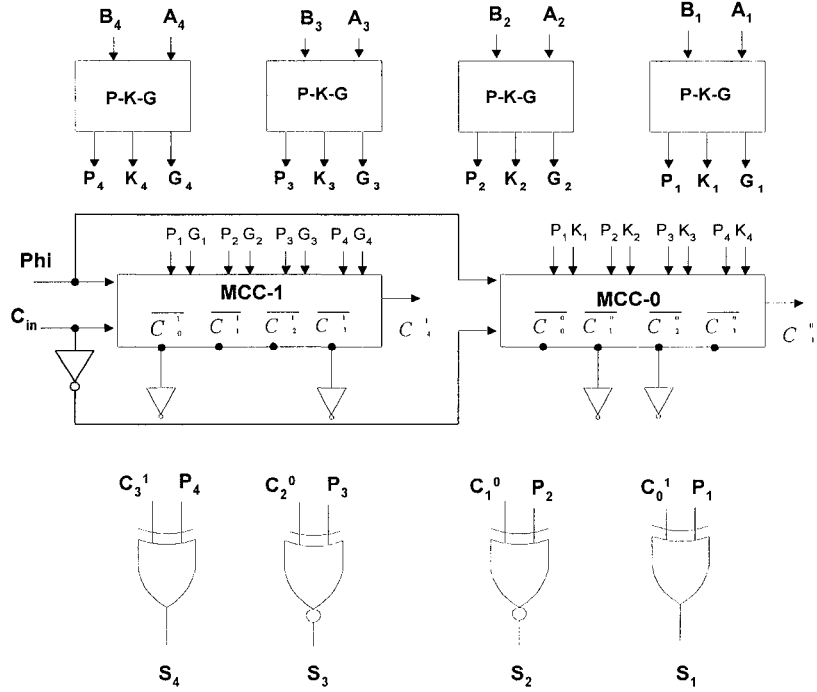 B₄ A₄ B₃ A₃ B₂ A₂ B₁ A₁
P-K-G P-K-G P-K-G P-K-G
P₄ K₄ G₄ P₃ K₃ G₃ P₂ K₂ G₂ P₁ K₁ G₁
P₁ G₁ P₂ G₂ P₃ G₃ P₄ G₄ P₁ K₁ P₂ K₂ P₃ K₃ P₄ K₄
Phi
MCC-1 MCC-0
C_in
C₃¹ P₄ C₂⁰ P₃ C₁⁰ P₂ C₀¹ P₁
S₄ S₃ S₂ S₁